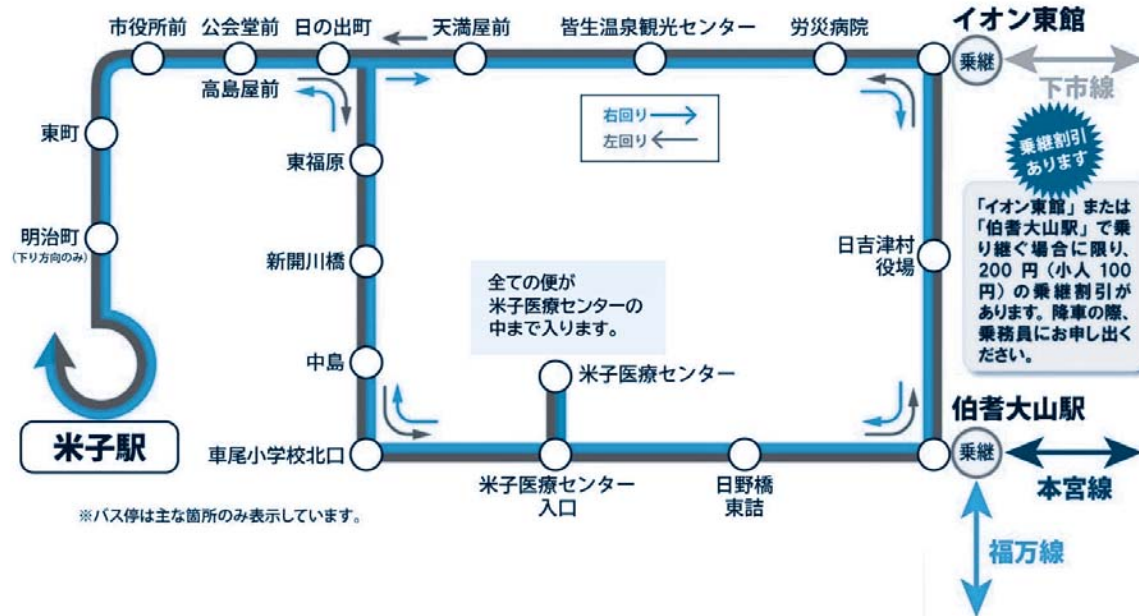 市役所前
公会堂前
高島屋前
日の出町
天満屋前
皆生温泉観光センター
労災病院
イオン東館
乗継
下市線
右回り
左回り
乗継割引
あります
「イオン東館」または
「伯耆大山駅」で乗
り継ぐ場合に限り、
200 円(小人 100
円)の乗継割引が
あります。降車の際、
乗務員にお申し出く
ださい。
東町
明治町
(下り方向のみ)
米子駅
東福原
新開川橋
中島
車尾小学校北口
全ての便が
米子医療センターの
中まで入ります。
米子医療センター
米子医療センター
入口
日野橋
東詰
日吉津村
役場
伯耆大山駅
乗継
本宮線
福万線
※バス停は主な箇所のみ表示しています。